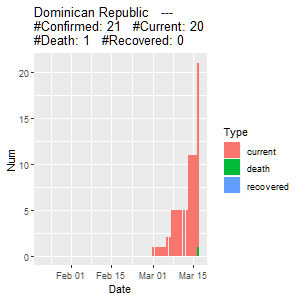 Dominican Republic   ---
#Confirmed: 21   #Current: 20
#Death: 1   #Recovered: 0
20
15
10
5
0
Num
Feb 01
Feb 15
Mar 01
Mar 15
Date
Type
current
death
recovered